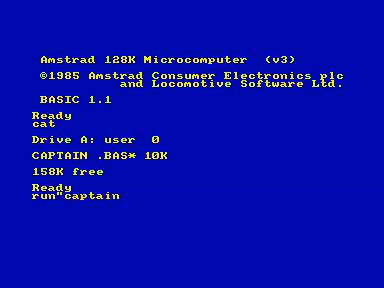 Amstrad 128K Microcomputer (v3)
©1985 Amstrad Consumer Electronics plc
and Locomotive Software Ltd.
BASIC 1.1
Ready
cat
Drive A: user 0
CAPTAIN .BAS* 10K
158K free
Ready
run"captain